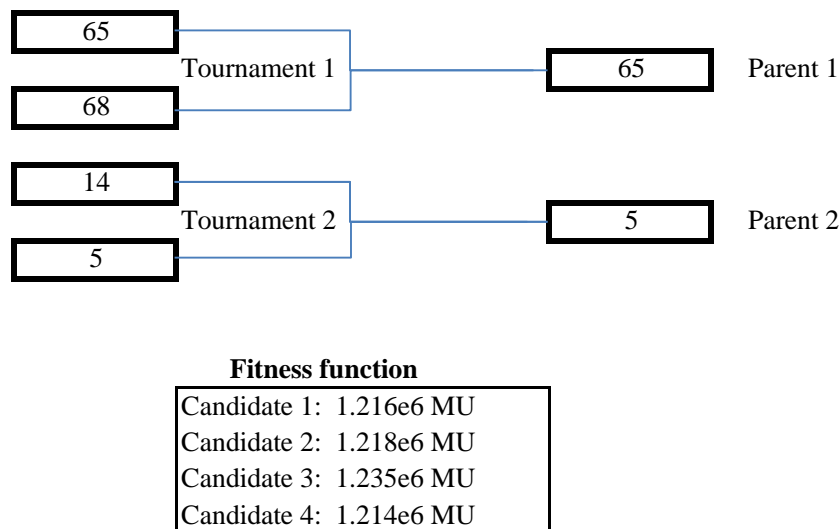 65
Tournament 1
65
Parent 1
68
14
Tournament 2
5
Parent 2
5
Fitness function
Candidate 1: 1.216e6 MU
Candidate 2: 1.218e6 MU
Candidate 3: 1.235e6 MU
Candidate 4: 1.214e6 MU